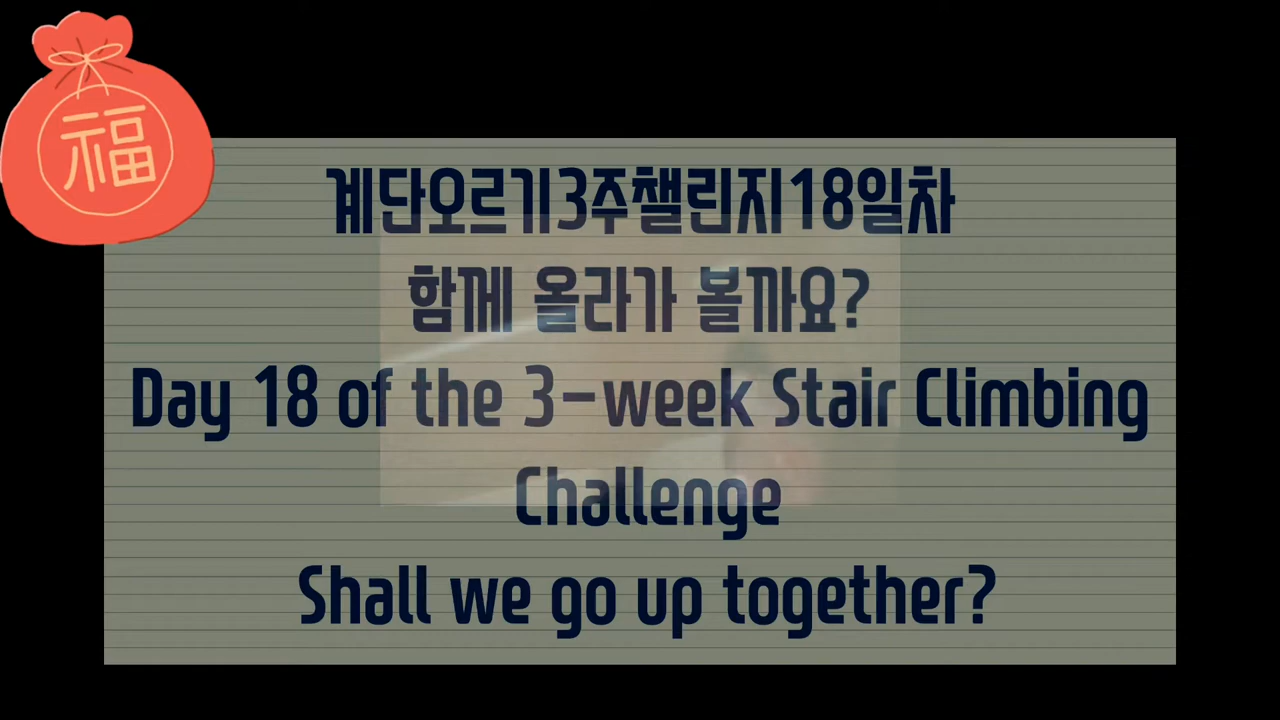 福
계단오르기3주챌린지18일차
함께 올라가 볼까요?
Day 18 of the 3-week Stair Climbing
Challenge
Shall we go up together?